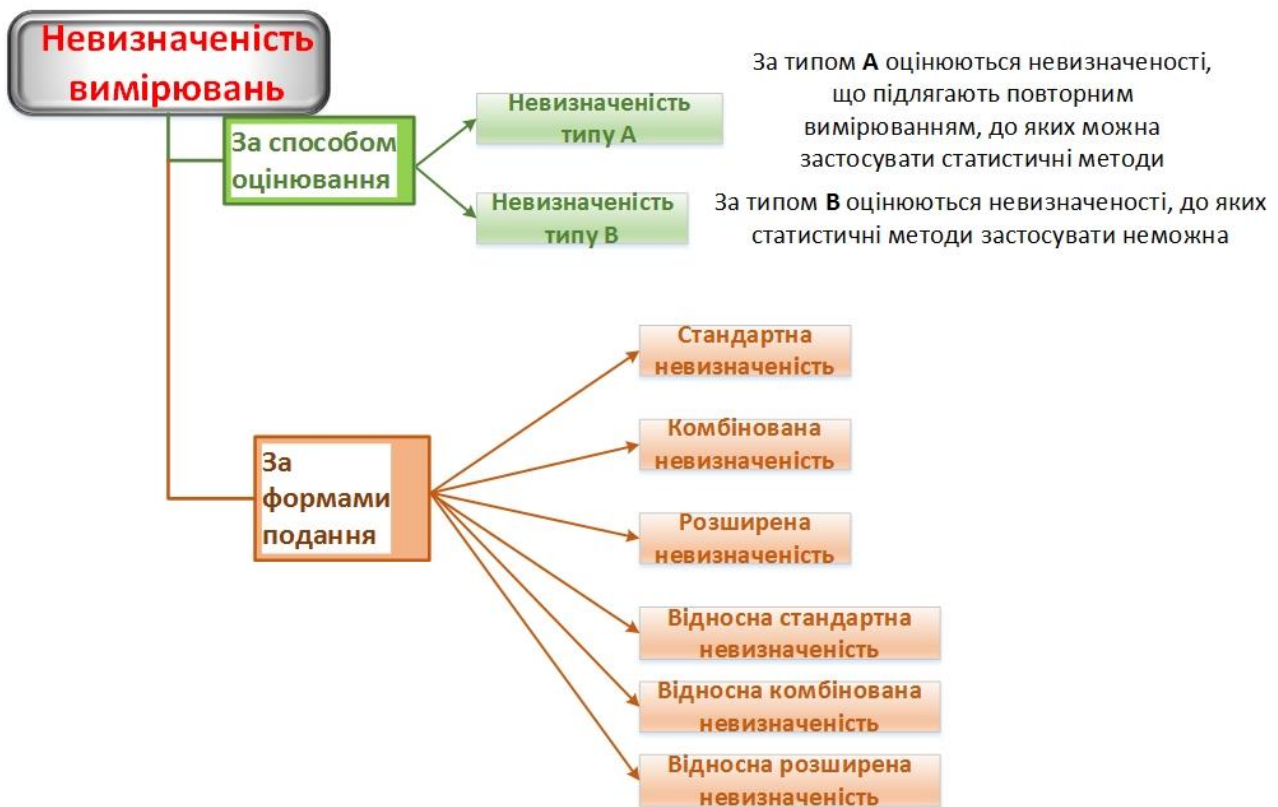 Невизначеність
вимірювань
За способом
оцінювання
Невизначеність
типу А
За типом А оцінюються невизначеності,
що підлягають повторним
вимірюванням, до яких можна
застосувати статистичні методи
Невизначеність
типу В
За типом В оцінюються невизначеності, до яких
статистичні методи застосувати неможна
За
формами
подання
Стандартна
невизначеність
Комбінована
невизначеність
Розширена
невизначеність
Відносна стандартна
невизначеність
Відносна комбінована
невизначеність
Відносна розширена
невизначеність